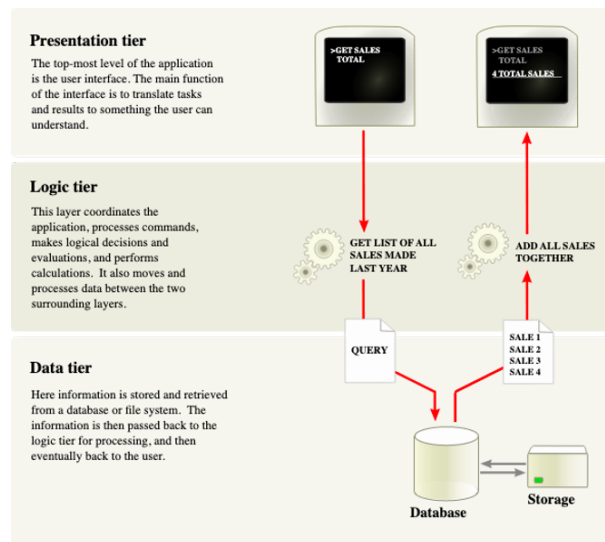 Presentation tier
The top-most level of the application
is the user interface. The main function
of the interface is to translate tasks
and results to something the user can
understand.
>GET SALES
TOTAL
>GET SALES
TOTAL
4 TOTAL SALES
Logic tier
This layer coordinates the
application, processes commands,
makes logical decisions and
evaluations, and performs
calculations. It also moves and
processes data between the two
surrounding layers.
GET LIST OF ALL
SALES MADE
LAST YEAR
ADD ALL SALES
TOGETHER
QUERY
SALE 1
SALE 2
SALE 3
SALE 4
Data tier
Here information is stored and retrieved
from a database or file system. The
information is then passed back to the
logic tier for processing, and then
eventually back to the user.
Database
Storage